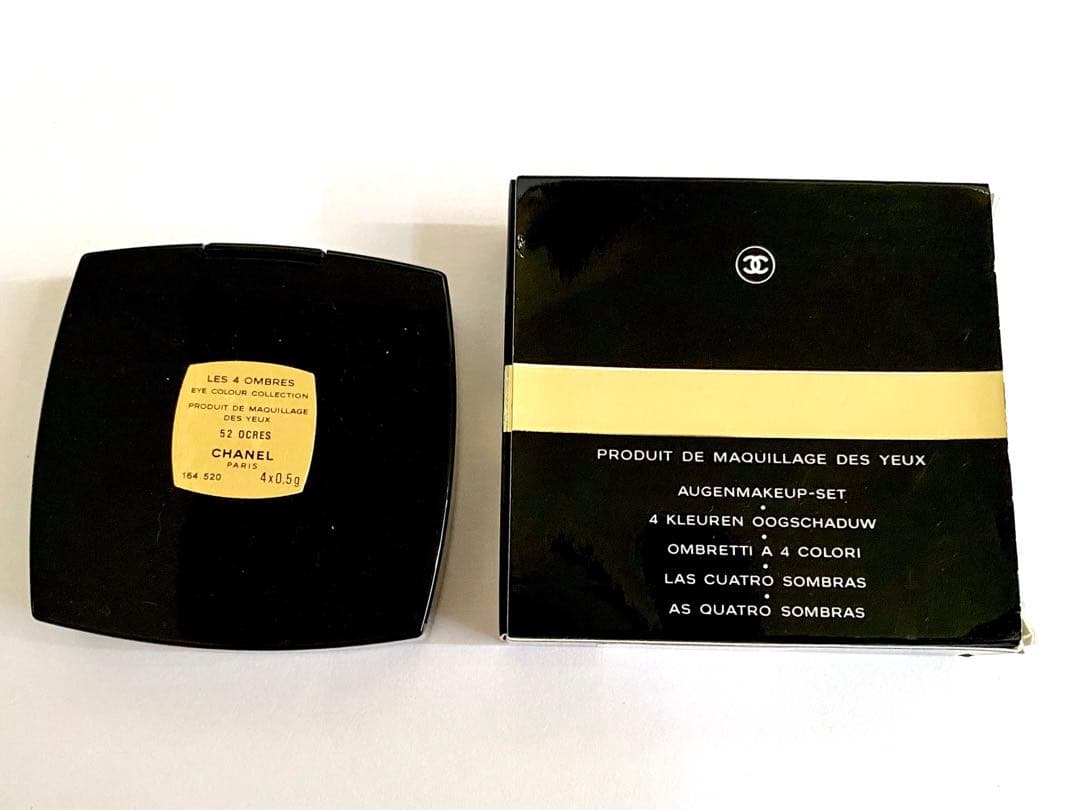 LES 4 OMBRES
EYE COLOUR COLLECTION
PRODUIT DE MAQUILLAGE
DES YEUX
52 OCRES
CHANEL
PARIS
164 520 4x0,5g
PRODUIT DE MAQUILLAGE DES YEUX
AUGENMAKEUP-SET
•
4 KLEUREN OOGSCHADUW
•
OMBRETTI A 4 COLORI
•
LAS CUATRO SOMBRAS
•
AS QUATRO SOMBRAS